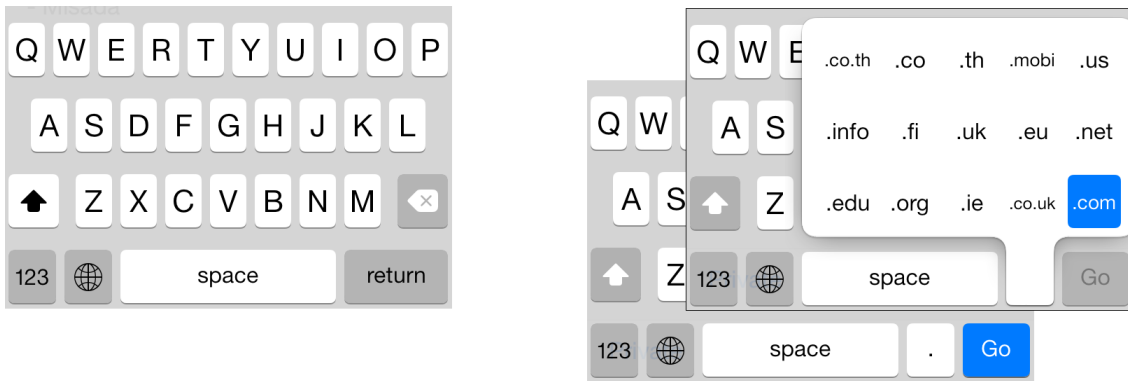 - Misada
Q W E R T Y U I O P
A S D F G H J K L
Z X C V B N M
123 space return
Q W
A S
Z
123 space . Go
Q W E
A S
Z
123 space Go
.co.th .co .th .mobi .us
.info .fi .uk .eu .net
.edu .org .ie .co.uk .com